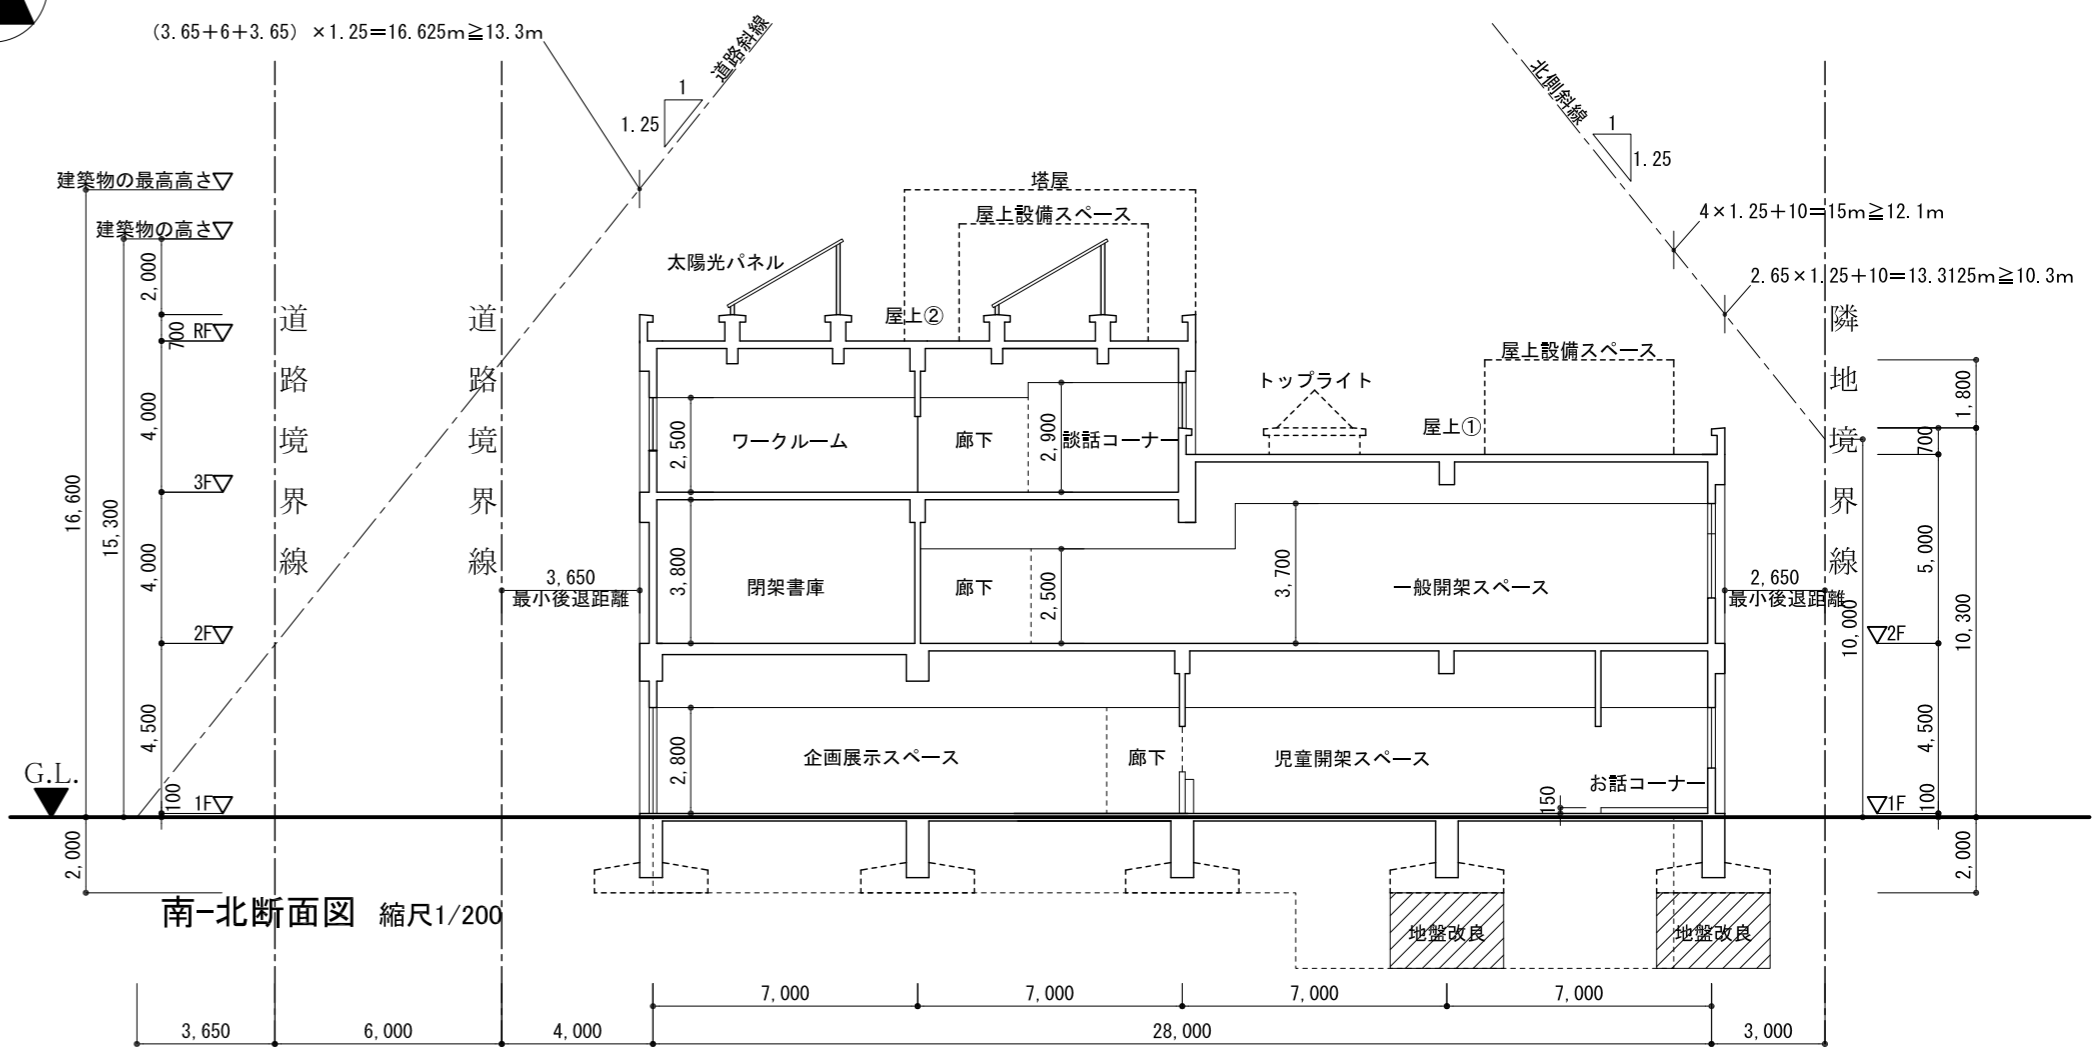 (3.65+6+3.65) ×1.25=16.625m≧13.3m
道路斜線
1
1.25
北側斜線
1
1.25
建築物の最高高さ▽
塔屋
4×1.25+10=15m≧12.1m
建築物の高さ▽
屋上設備スペース
太陽光パネル
2.65×1.25+10=13.3125m≧10.3m
2,000
700
RF▽
道路境界線
道路境界線
屋上②
屋上設備スペース
隣地境界線
トップライト
屋上①
1,800
4,000
2,500
ワークルーム
廊下
2,900
談話コーナー
700
3F▽
16,600
15,300
4,000
3,650
最小後退距離
3,800
閉架書庫
廊下
2,500
3,700
一般開架スペース
2,650
最小後退距離
10,000
5,000
10,300
2F▽
▽2F
4,500
2,800
企画展示スペース
廊下
児童開架スペース
お話コーナー
150
4,500
G.L.
100
1F▽
▽1F
100
2,000
2,000
南-北断面図 縮尺1/200
地盤改良
地盤改良
7,000
7,000
7,000
7,000
3,650
6,000
4,000
28,000
3,000